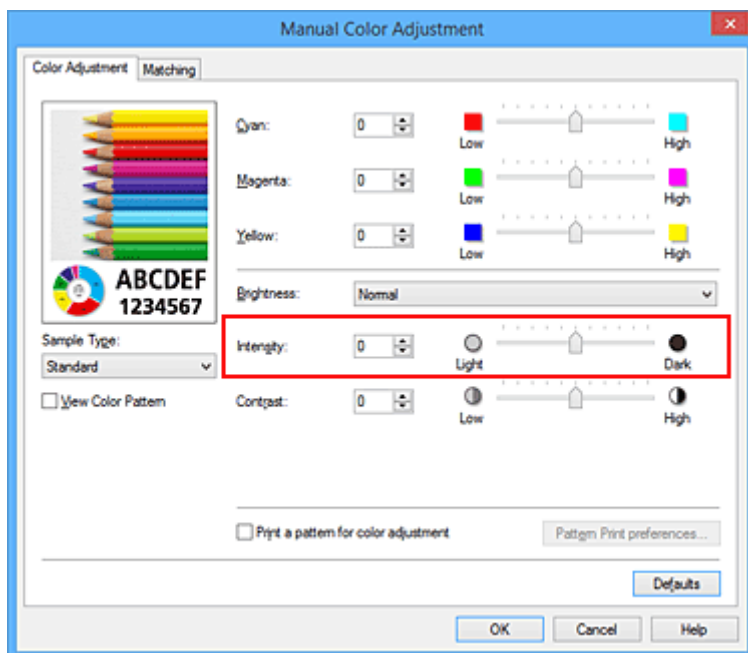 Manual Color Adjustment
Color Adjustment Matching
Cyan: 0 Low High
Magenta: 0 Low High
Yellow: 0 Low High
ABCDEF
1234567
Brightness: Normal
Sample Type:
Standard
Intensity: 0 Light Dark
View Color Pattern
Contrast: 0 Low High
Print a pattern for color adjustment Pattern Print preferences...
Defaults
OK Cancel Help